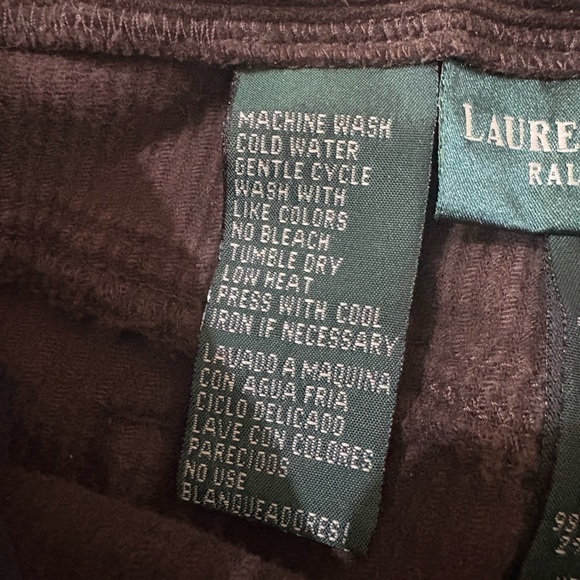 MACHINE WASH
COLD WATER
GENTLE CYCLE
WASH WITH
LIKE COLORS
NO BLEACH
TUMBLE DRY
LOW HEAT
PRESS WITH COOL
IRON IF NECESSARY
LAVADO A MAQUINA
CON AGUA FRIA
CICLO DELICADO
LAVE CON COLORES
PARECIDOS
NO USE
BLANQUEADORES!
LAURE
RAL